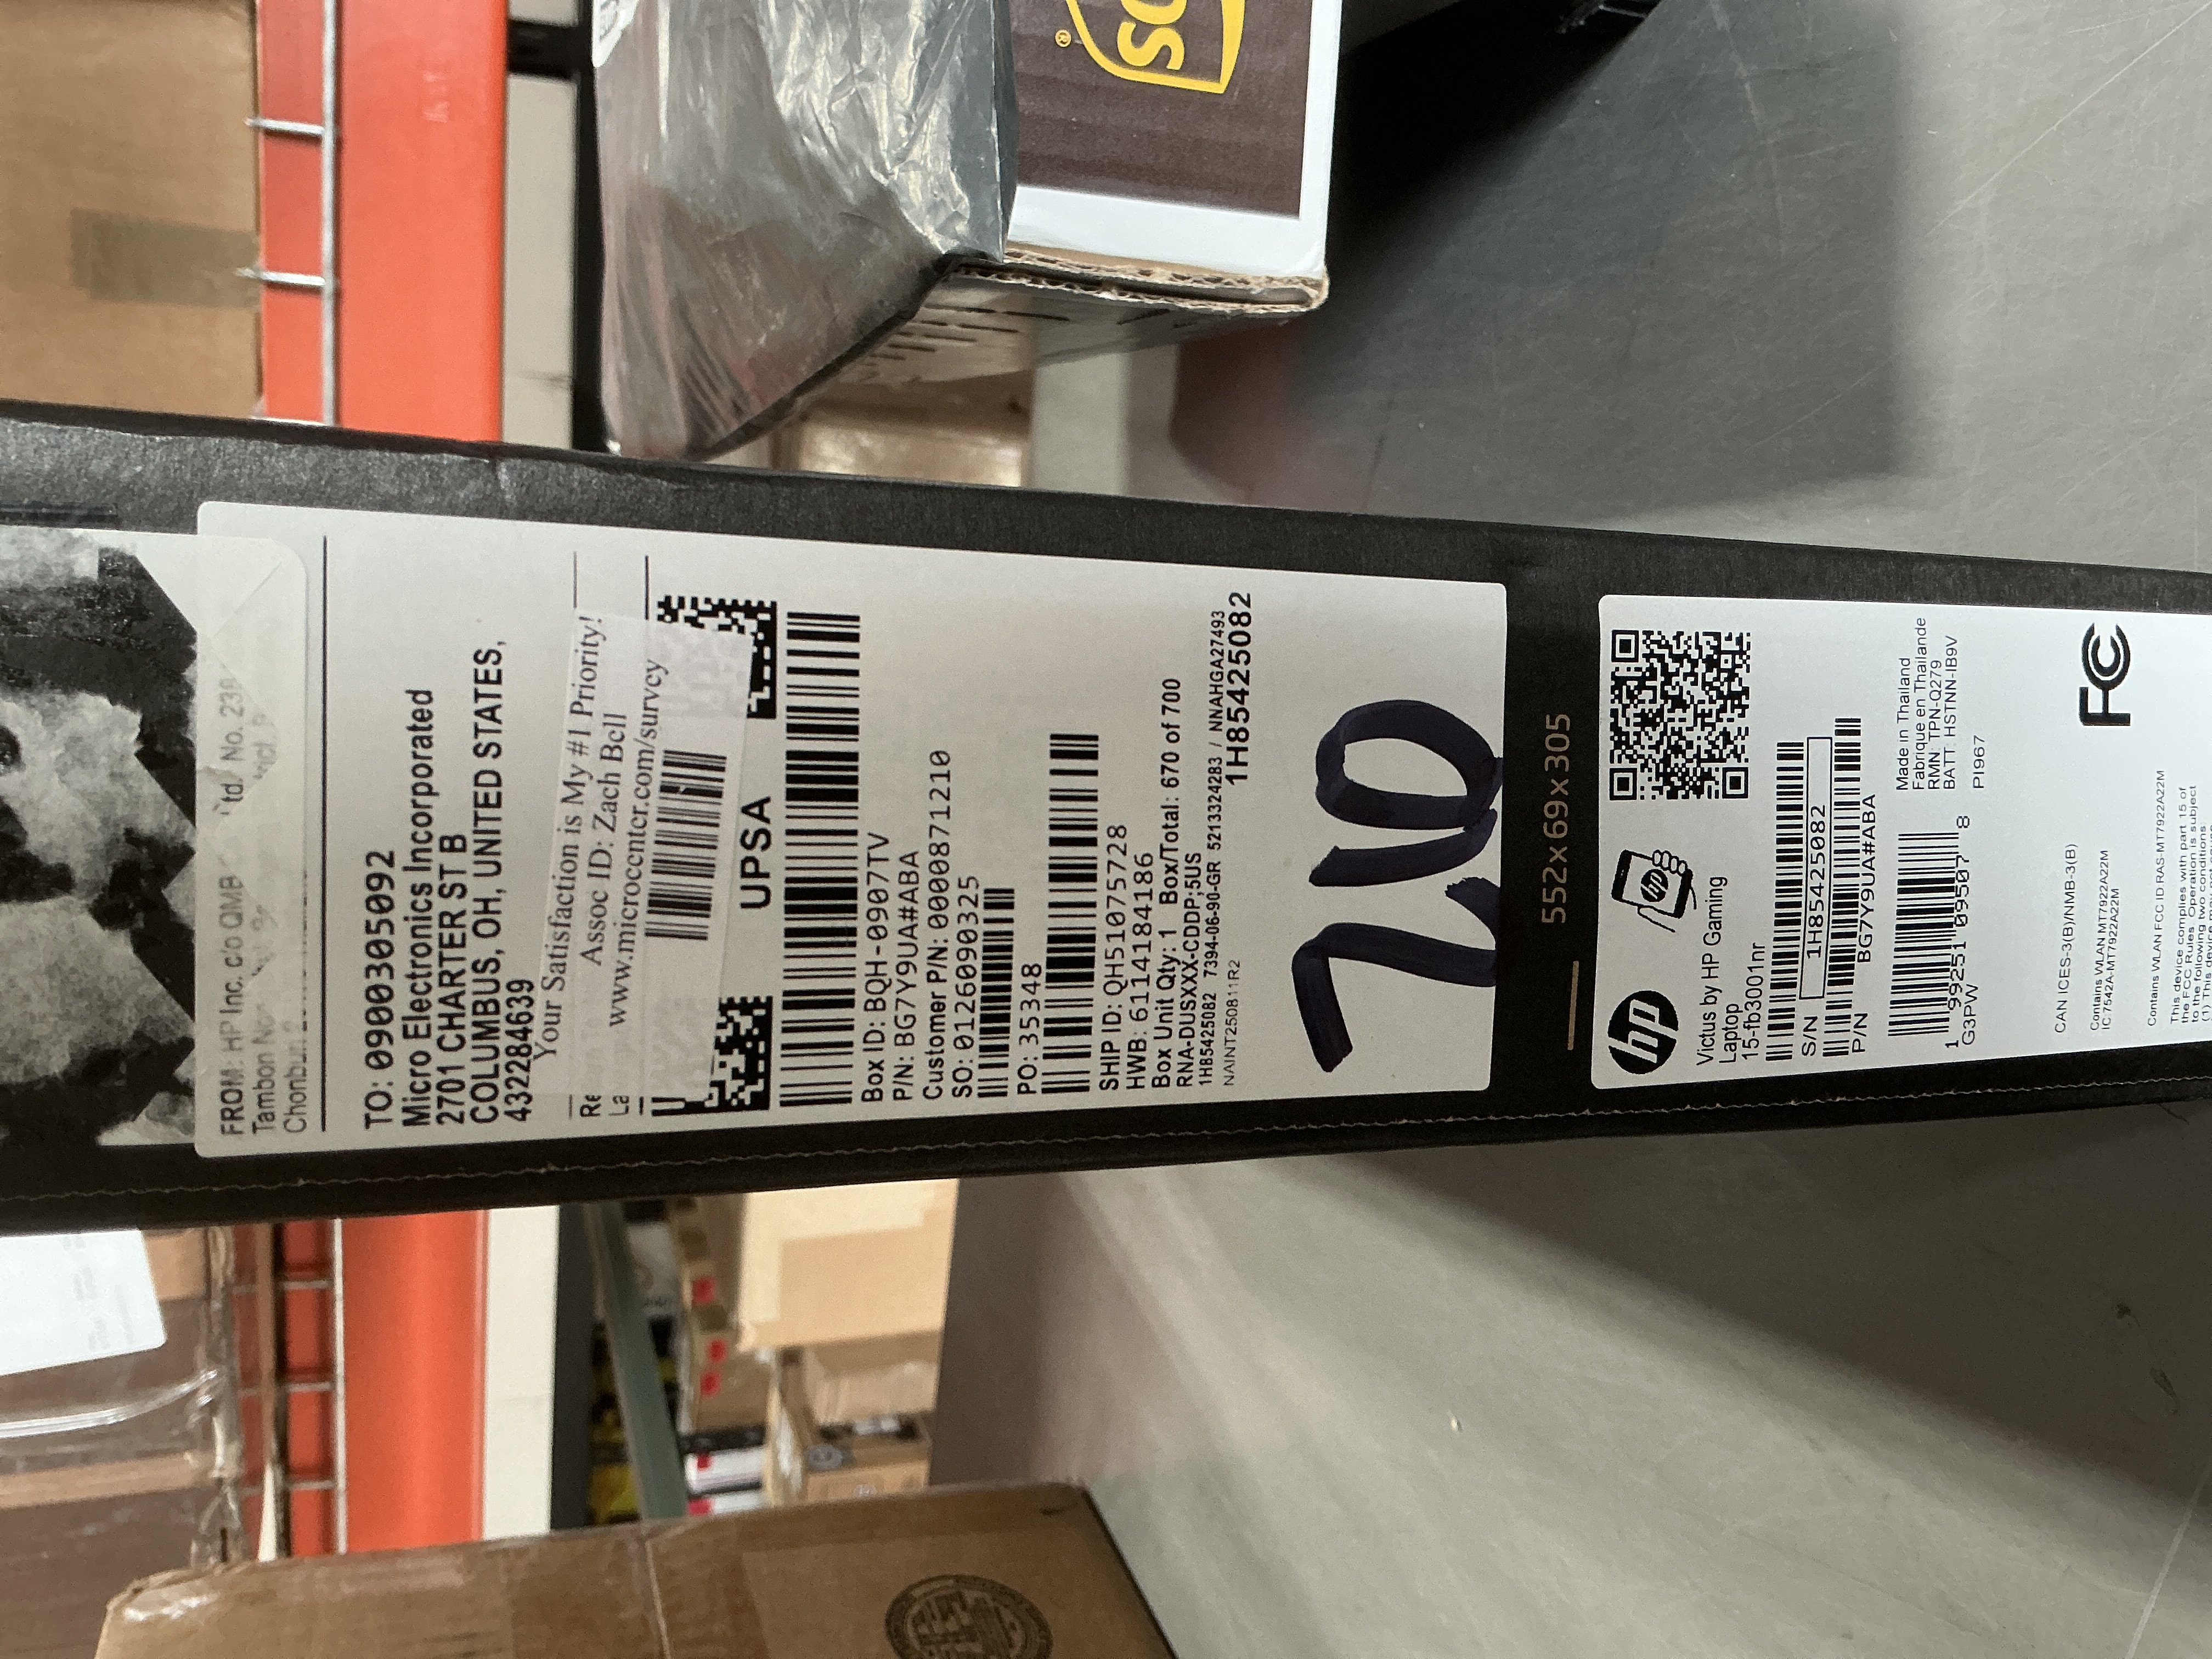 FROM: HP Inc. c/o QMB
td. No. 238
Tambon
Chonburi
TO: 0900305092
Micro Electronics Incorporated
2701 CHARTER ST B
COLUMBUS, OH, UNITED STATES,
432284639
Your Satisfaction is My #1 Priority!
Assoc ID: Zach Bell
www.microcenter.com/survey
UPSA
Box ID: BQH-0907TV
P/N: BG7Y9UA#ABA
Customer P/N: 000000871210
SO: 0126090325
PO: 35348
SHIP ID: QH51075728
HWB: 6114184186
Box Unit Qty: 1 Box/Total: 670 of 700
RNA-DUSXXX-CDDP;5US
1H85425082 7394-06-90-GR 5213324283 / NNAHGA27493
NAINT250811R2
1H85425082
210
552x69x305
hp
Victus by HP Gaming
Laptop
15-fb3001nr
S/N 1H85425082
P/N BG7Y9UA#ABA
1 99251 09507 8
G3PW
Made in Thailand
Fabrique en Thailande
RMN: TPN-Q279
BATT: HSTNN-IB9V
PI967
CAN ICES-3(B)/NMB-3(B)
Contains WLAN MT7922A22M
IC:7542A-MT7922A22M
FC
Contains WLAN FCC ID RAS-MT7922A22M
This device complies with part 15 of
the FCC Rules. Operation is subject
to the following two conditions